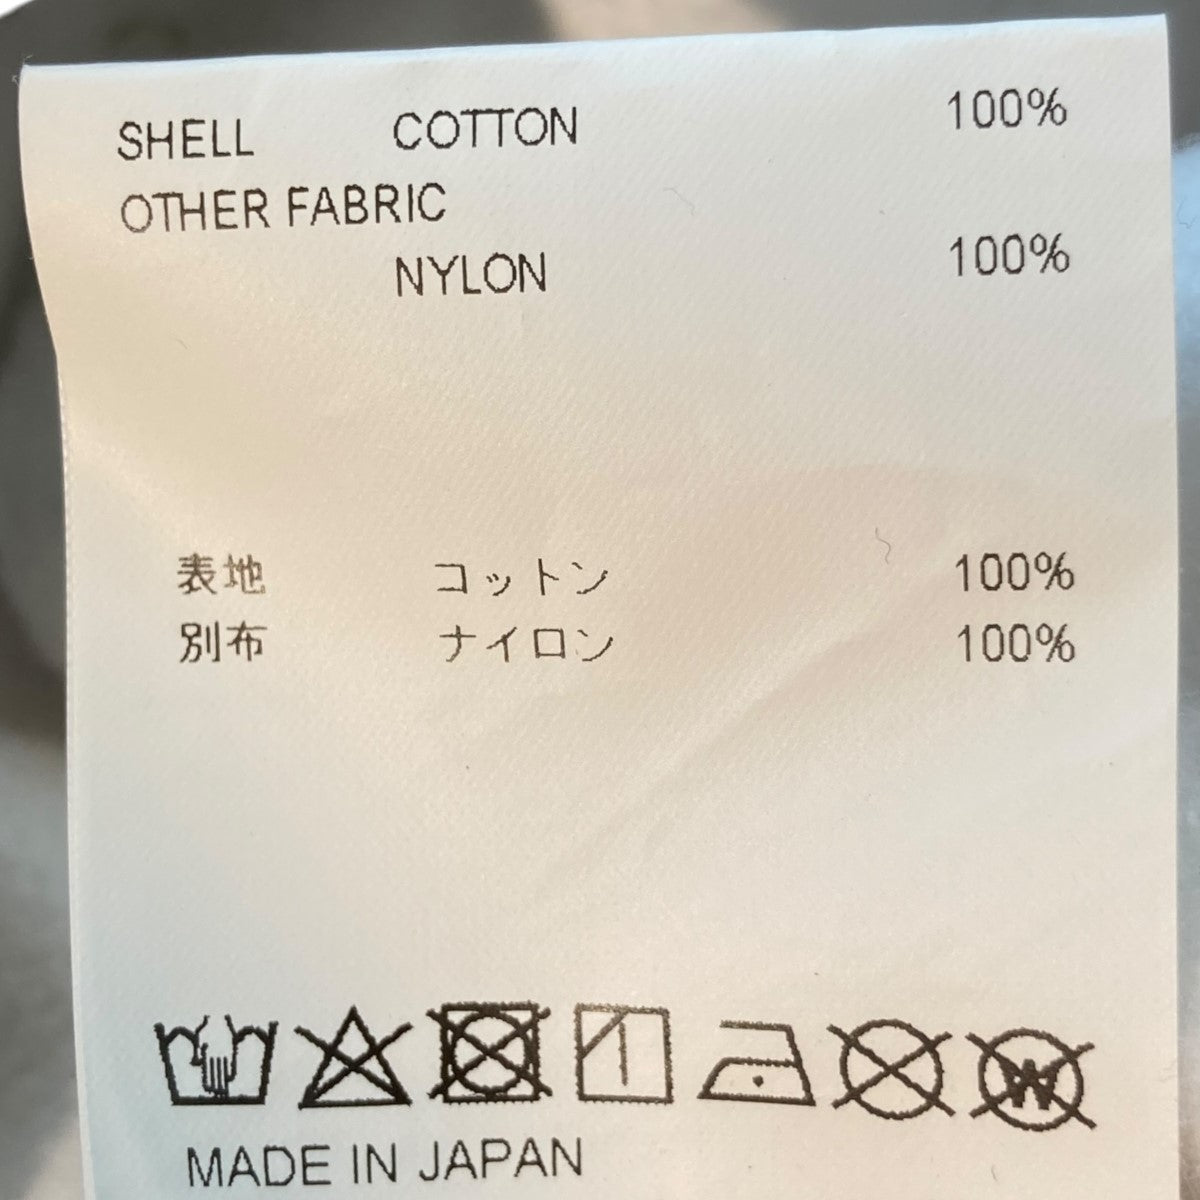 SHELL COTTON 100%
OTHER FABRIC
NYLON 100%
表地 コットン 100%
別布 ナイロン 100%
W
MADE IN JAPAN